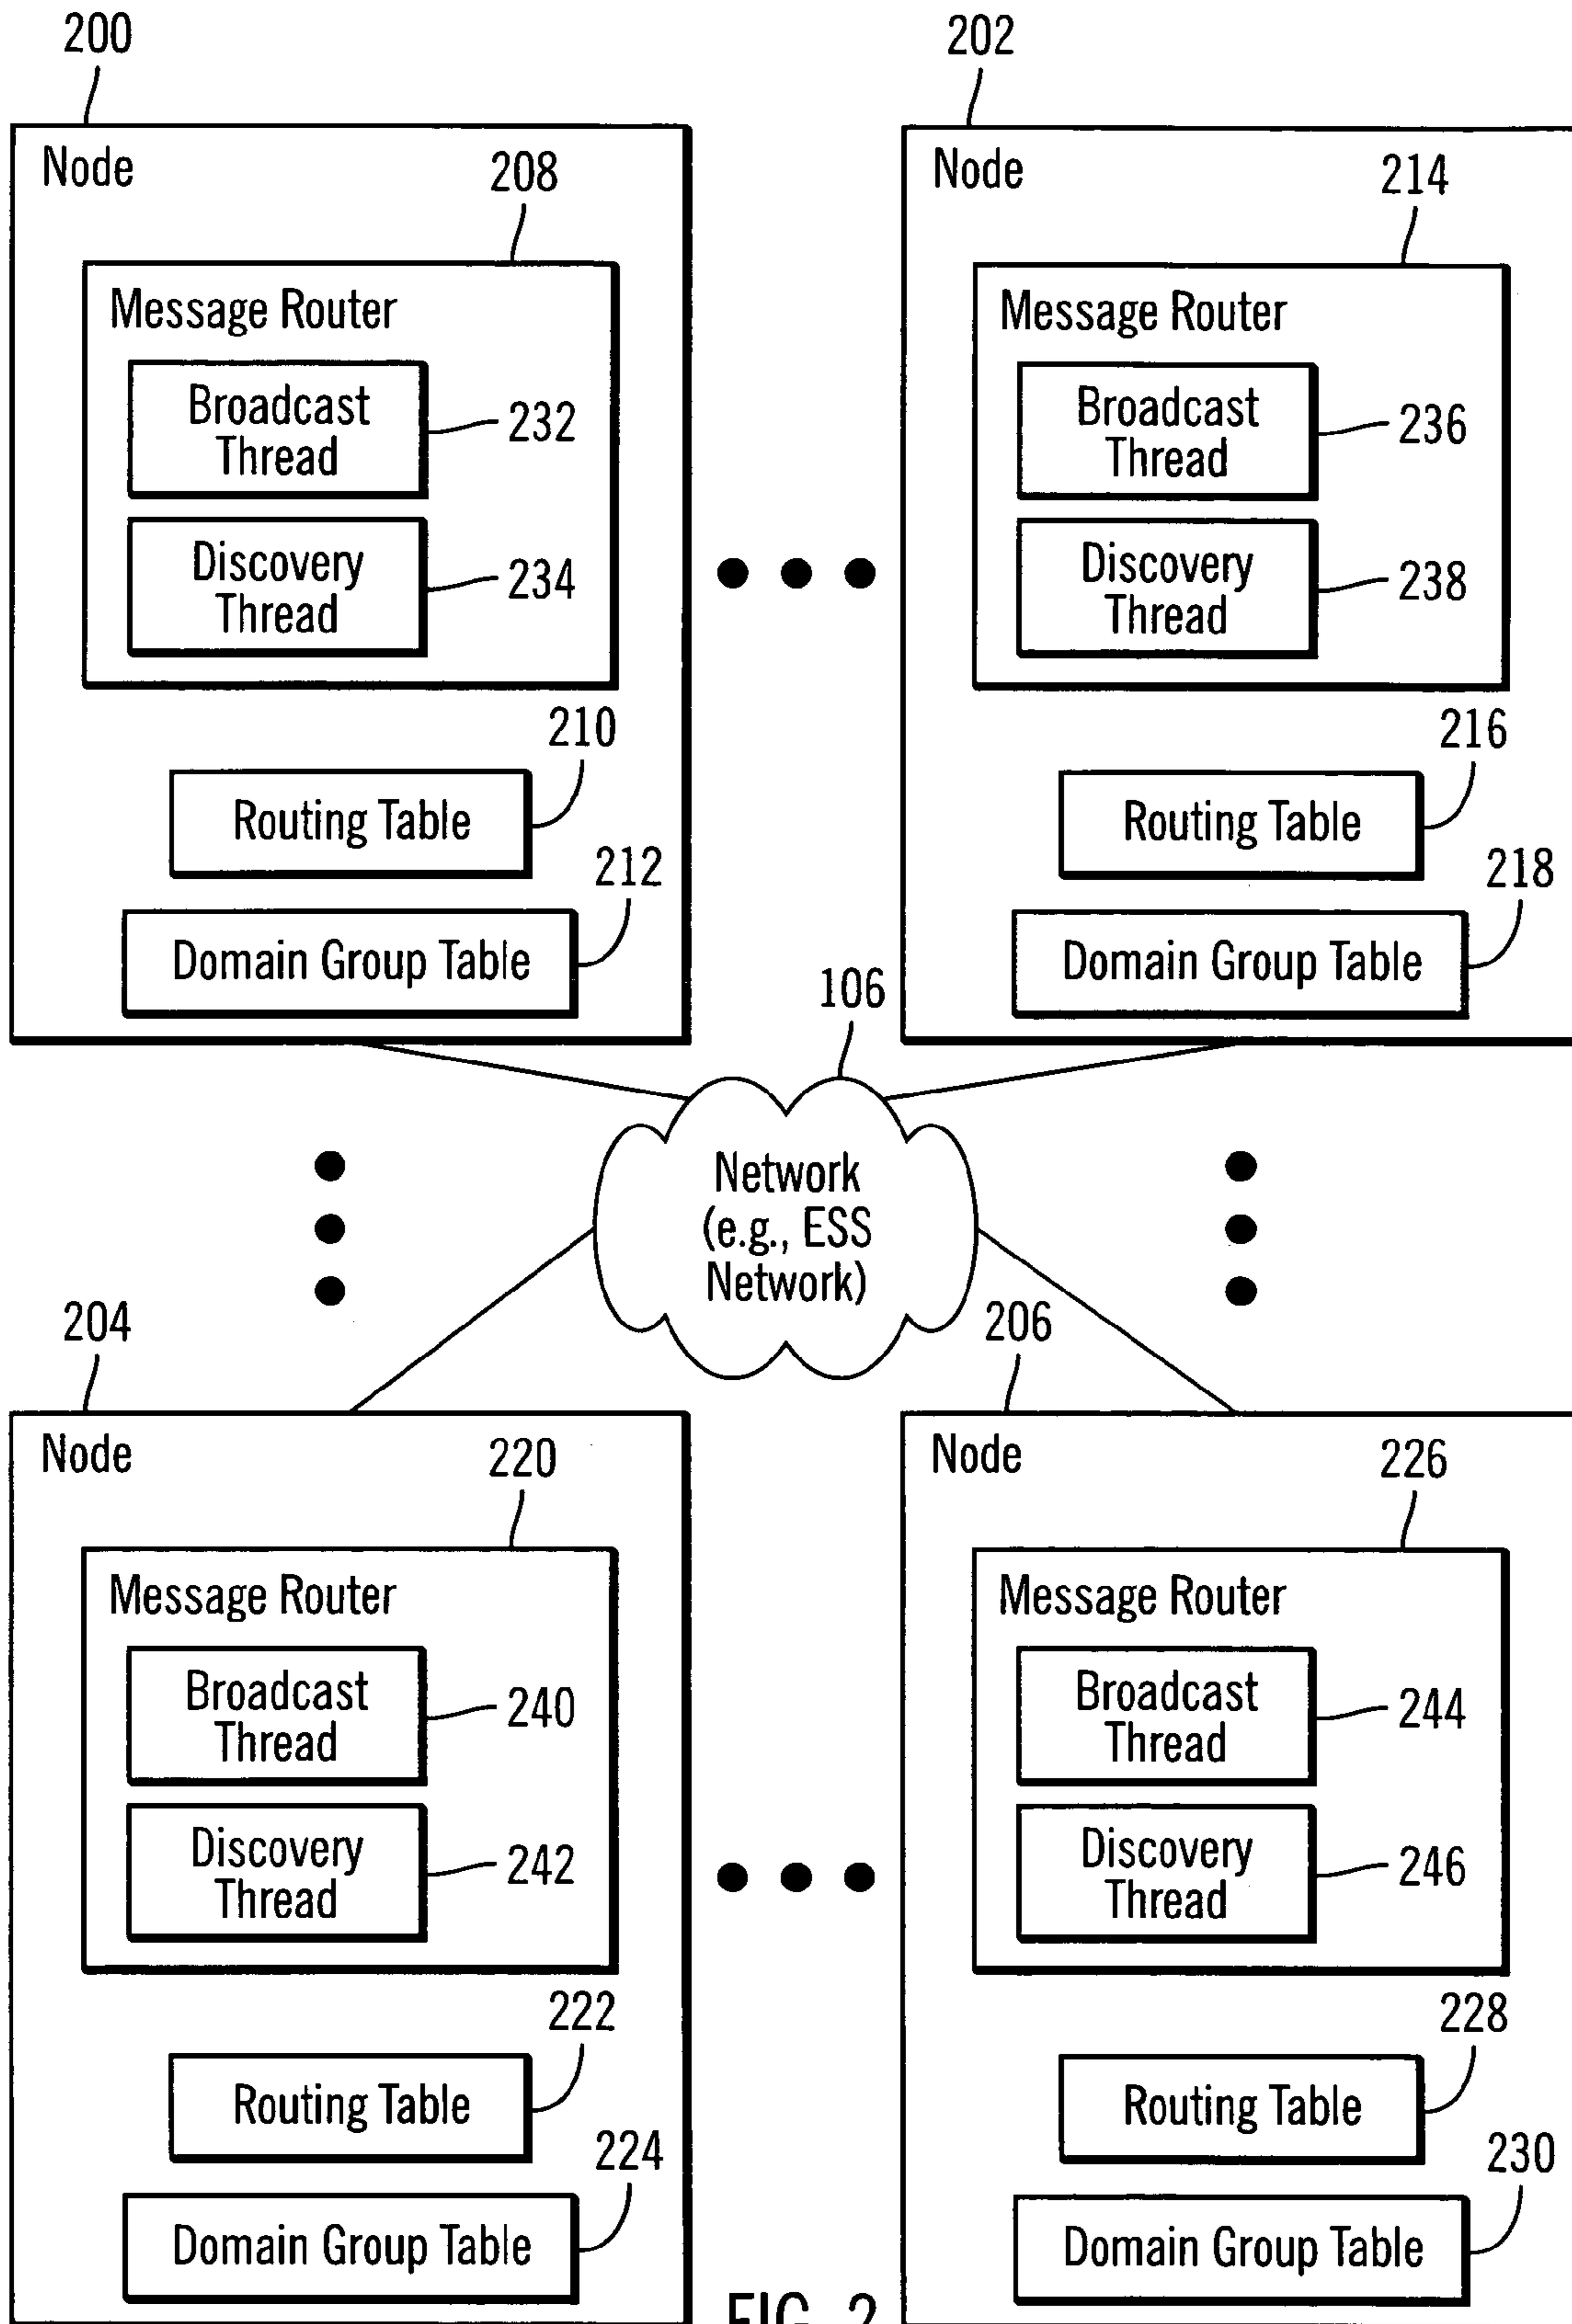 200
Node
208
Message Router
Broadcast
Thread
232
Discovery
Thread
234
210
Routing Table
212
Domain Group Table
202
Node
214
Message Router
Broadcast
Thread
236
Discovery
Thread
238
216
Routing Table
218
Domain Group Table
106
Network
(e.g., ESS
Network)
204
Node
220
Message Router
Broadcast
Thread
240
Discovery
Thread
242
222
Routing Table
224
Domain Group Table
206
Node
226
Message Router
Broadcast
Thread
244
Discovery
Thread
246
228
Routing Table
230
Domain Group Table
FIG. 2